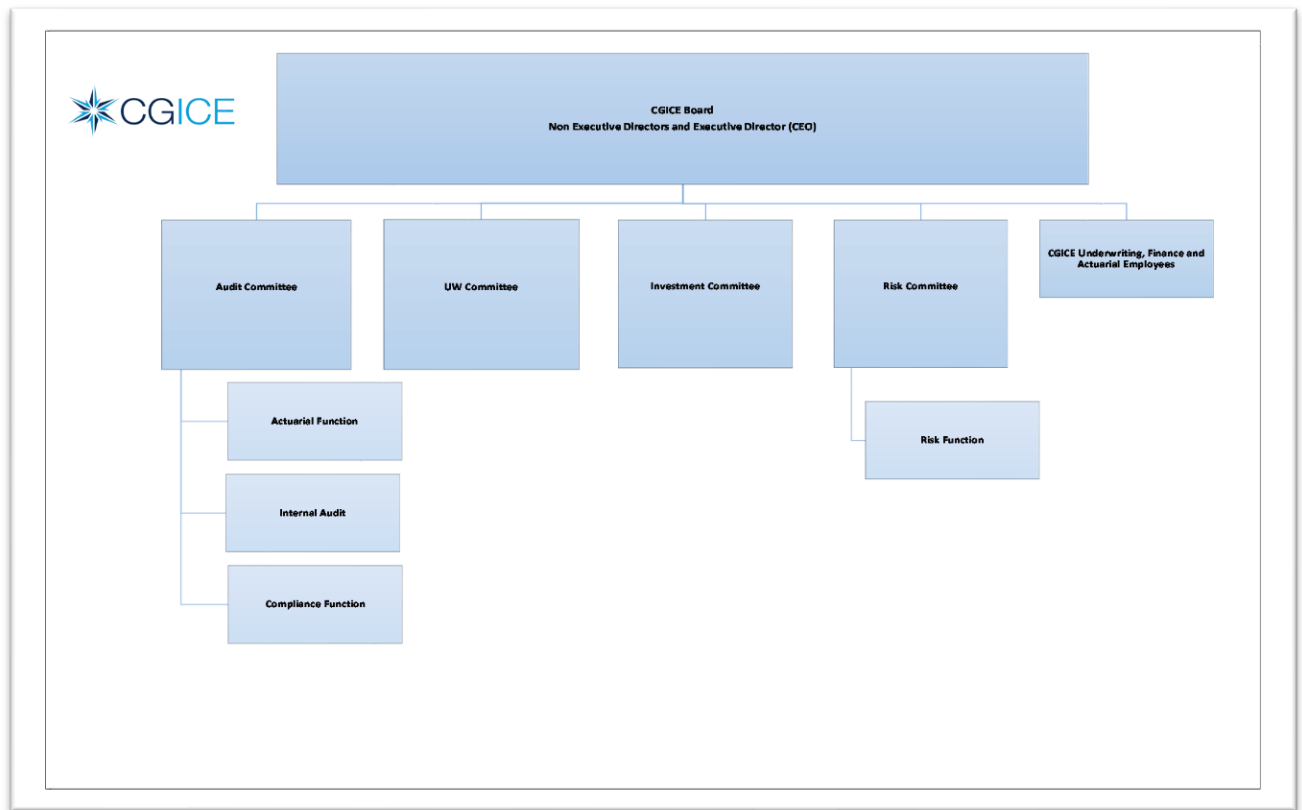 CGICE
CGICE Board
Non Executive Directors and Executive Director (CEO)
Audit Committee
UW Committee
Investment Committee
Risk Committee
CGICE Underwriting, Finance and
Actuarial Employees
Actuarial Function
Risk Function
Internal Audit
Compliance Function